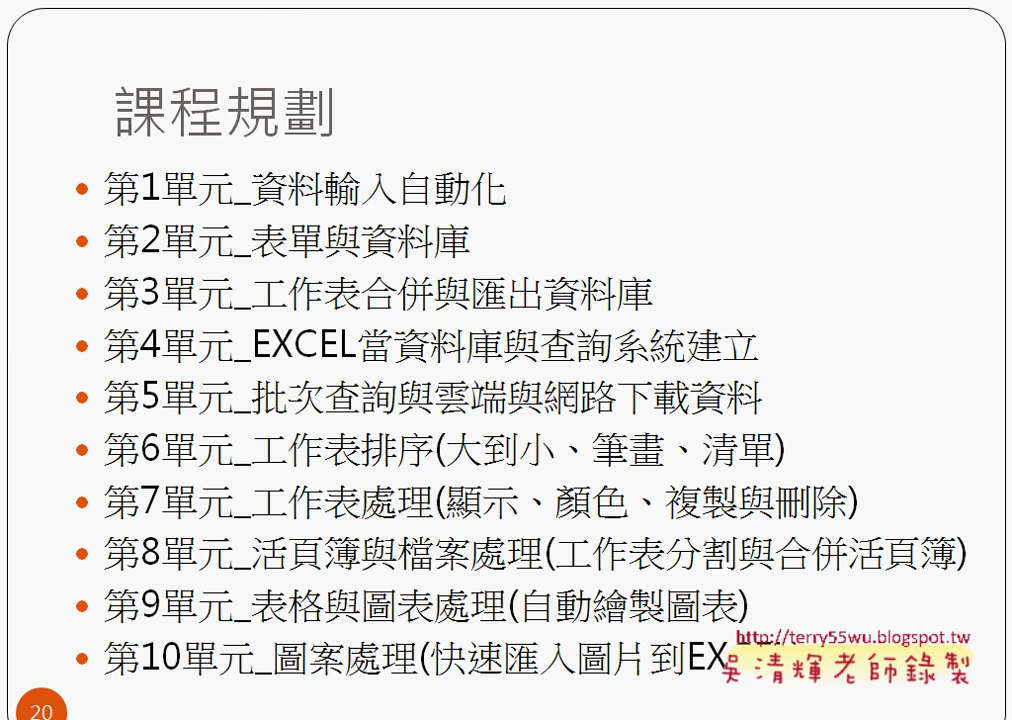 課程規劃
第1單元_資料輸入自動化
第2單元_表單與資料庫
第3單元_工作表合併與匯出資料庫
第4單元_EXCEL當資料庫與查詢系統建立
第5單元_批次查詢與雲端與網路下載資料
第6單元_工作表排序(大到小、筆畫、清單)
第7單元_工作表處理(顯示、顏色、複製與刪除)
第8單元_活頁簿與檔案處理(工作表分割與合併活頁簿)
第9單元_表格與圖表處理(自動繪製圖表)
第10單元_圖案處理(快速匯入圖片到EX
http://terry55wu.blogspot.tw
吳清輝老師錄製
20